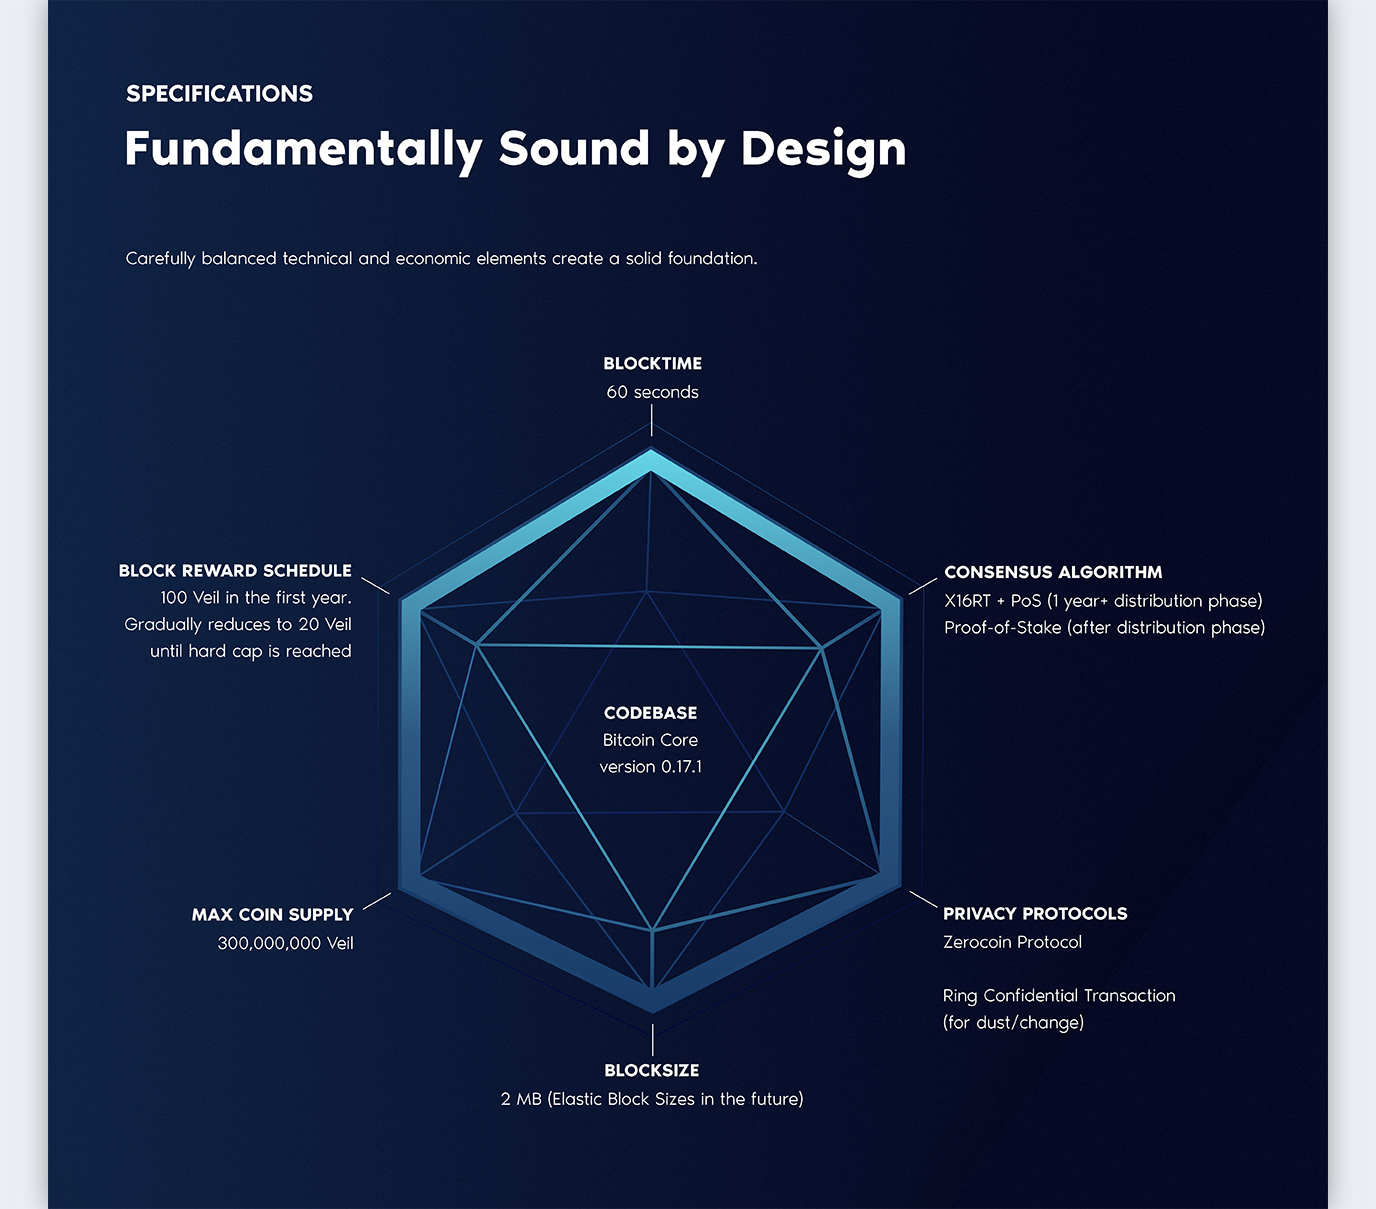 SPECIFICATIONS
Fundamentally Sound by Design
Carefully balanced technical and economic elements create a solid foundation.
BLOCKTIME
60 seconds
BLOCK REWARD SCHEDULE
100 Veil in the first year.
Gradually reduces to 20 Veil
until hard cap is reached
CONSENSUS ALGORITHM
X16RT + PoS (1 year+ distribution phase)
Proof-of-Stake (after distribution phase)
CODEBASE
Bitcoin Core
version 0.17.1
MAX COIN SUPPLY
300,000,000 Veil
PRIVACY PROTOCOLS
Zerocoin Protocol
Ring Confidential Transaction
(for dust/change)
BLOCKSIZE
2 MB (Elastic Block Sizes in the future)